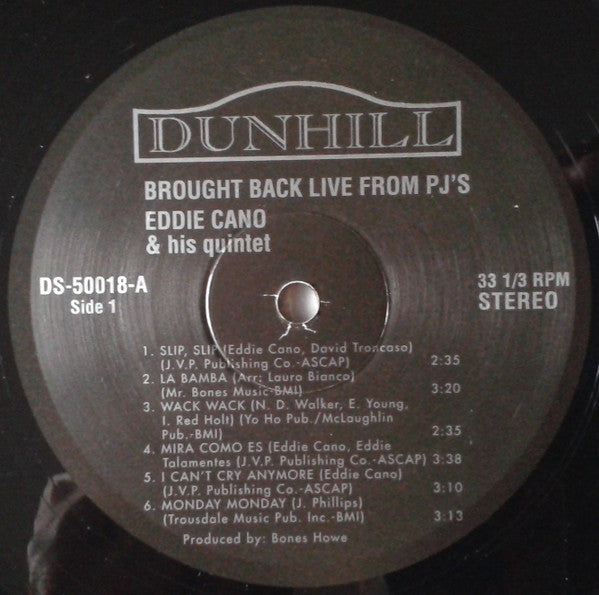 DUNHILL
BROUGHT BACK LIVE FROM PJ'S
EDDIE CANO
& his quintet
DS-50018-A
Side 1
33 1/3 RPM
STEREO
1. SLIP, SLIP (Eddie Cano, David Troncoso)
(J.V.P. Publishing Co.-ASCAP) 2:35
2. LA BAMBA (Arr: Lauro Bianco)
(Mr. Bones Music-BMI) 3:20
3. WACK WACK (N. D. Walker, E. Young,
I. Red Holt) (Yo Ho Pub./McLaughlin
Pub.-BMI) 2:35
4. MIRA COMO ES (Eddie Cano, Eddie
Talamentes (J.V.P. Publishing Co.-ASCAP) 3:38
5. I CAN'T CRY ANYMORE (Eddie Cano)
(J.V.P. Publishing Co.-ASCAP) 3:10
6. MONDAY MONDAY (J. Phillips)
(Trousdale Music Pub. Inc.-BMI) 3:13
Produced by: Bones Howe